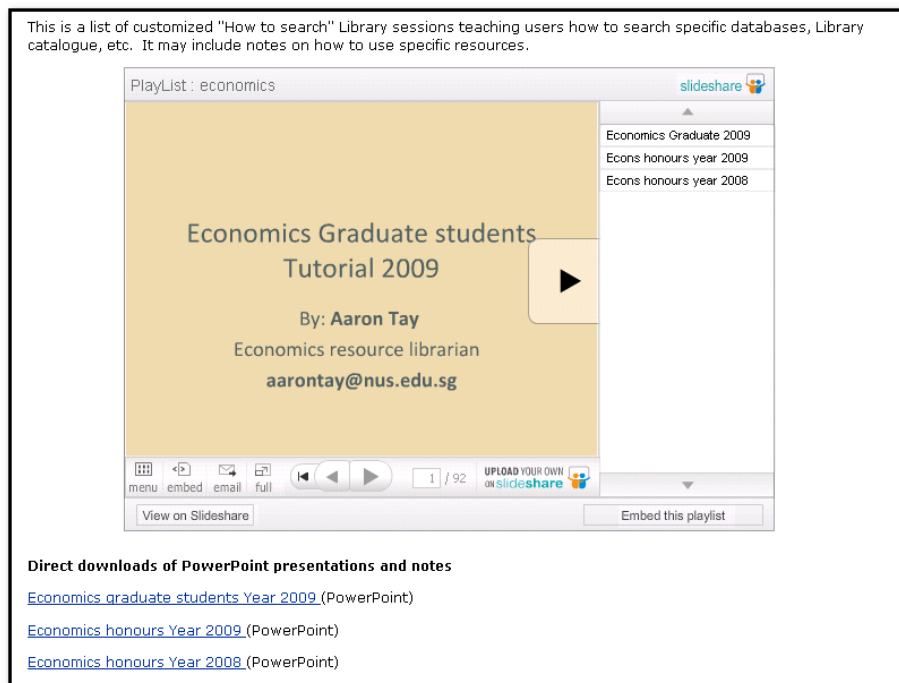 This is a list of customized "How to search" Library sessions teaching users how to search specific databases, Library
catalogue, etc.  It may include notes on how to use specific resources.
PlayList : economics
slideshare
Economics Graduate students
Tutorial 2009
By: Aaron Tay
Economics resource librarian
aarontay@nus.edu.sg
Economics Graduate 2009
Econs honours year 2009
Econs honours year 2008
menu embed email full
1 / 92
UPLOAD YOUR OWN
ON slideshare
View on Slideshare
Embed this playlist
Direct downloads of PowerPoint presentations and notes
Economics graduate students Year 2009 (PowerPoint)
Economics honours Year 2009 (PowerPoint)
Economics honours Year 2008 (PowerPoint)